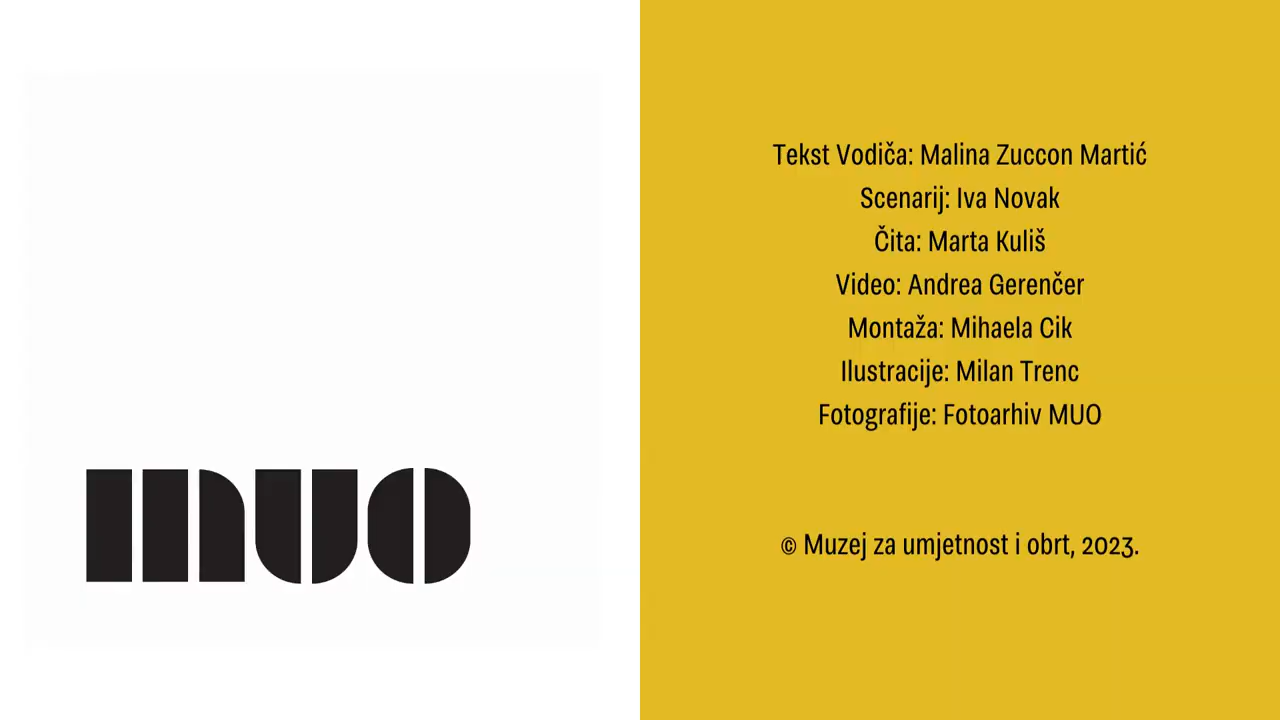 muo
Tekst Vodiča: Malina Zuccon Martić
Scenarij: Iva Novak
Čita: Marta Kuliš
Video: Andrea Gerenčer
Montaža: Mihaela Cik
Ilustracije: Milan Trenc
Fotografije: Fotoarhiv MUO
© Muzej za umjetnost i obrt, 2023.